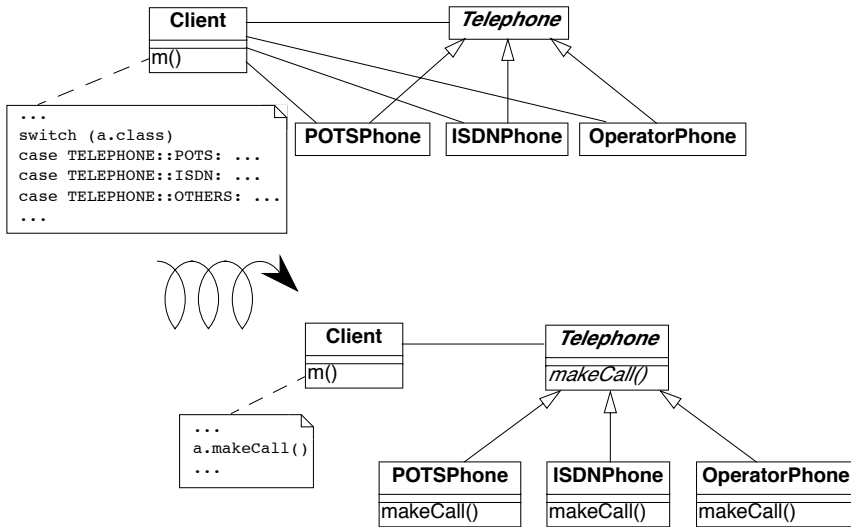 Client
Telephone
m()
...
switch (a.class)
case TELEPHONE::POTS: ...
case TELEPHONE::ISDN: ...
case TELEPHONE::OTHERS: ...
...
POTSPhone
ISDNPhone
OperatorPhone
Client
Telephone
m()
makeCall()
...
a.makeCall()
...
POTSPhone
ISDNPhone
OperatorPhone
makeCall()
makeCall()
makeCall()